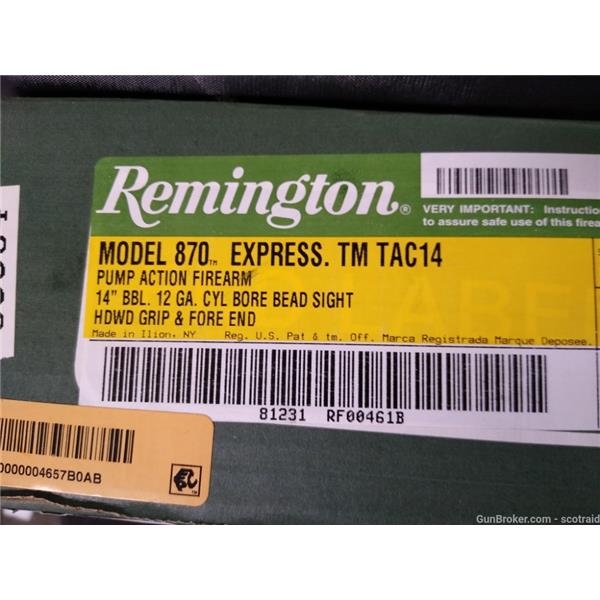 Remington®
VERY IMPORTANT: Instruction
to assure safe use of this firea
MODEL 870™ EXPRESS. TM TAC14
PUMP ACTION FIREARM
14" BBL. 12 GA. CYL BORE BEAD SIGHT
HDWD GRIP & FORE END
Made in Ilion, NY Reg. U.S. Pat & tm. Off. Marca Registrada Marque Deposee.
81231 RF00461B
0000004657B0AB
GunBroker.com - scotraid